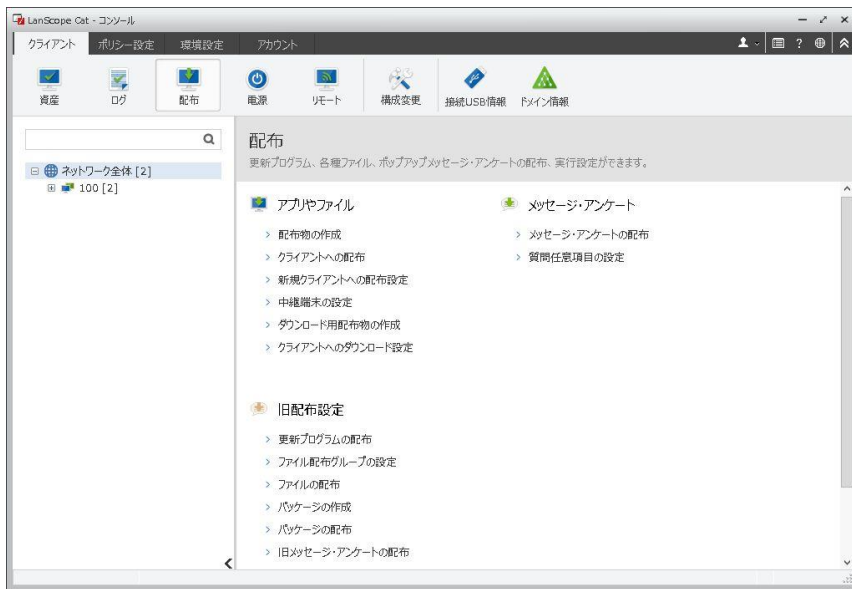 LanScope Cat - コンソール
クライアント ポリシー設定 環境設定 アカウント
資産 ログ 配布 電源 リモート 構成変更 接続USB情報 ドメイン情報
ネットワーク全体 [2]
100 [2]
配布
更新プログラム、各種ファイル、ポップアップメッセージ・アンケートの配布、実行設定ができます。
アプリやファイル
配布物の作成
クライアントへの配布
新規クライアントへの配布設定
中継端末の設定
ダウンロード用配布物の作成
クライアントへのダウンロード設定
メッセージ・アンケート
メッセージ・アンケートの配布
質問任意項目の設定
旧配布設定
更新プログラムの配布
ファイル配布グループの設定
ファイルの配布
パッケージの作成
パッケージの配布
旧メッセージ・アンケートの配布